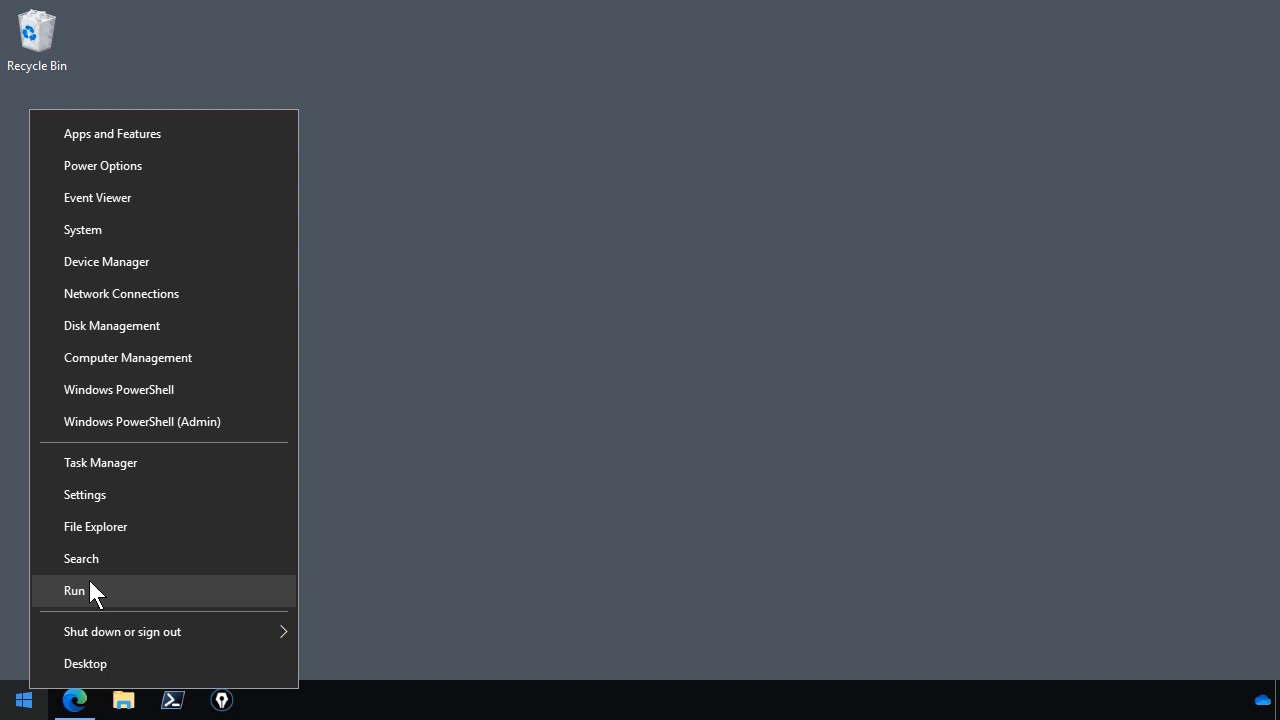 Recycle Bin
Apps and Features
Power Options
Event Viewer
System
Device Manager
Network Connections
Disk Management
Computer Management
Windows PowerShell
Windows PowerShell (Admin)
Task Manager
Settings
File Explorer
Search
Run
Shut down or sign out
Desktop